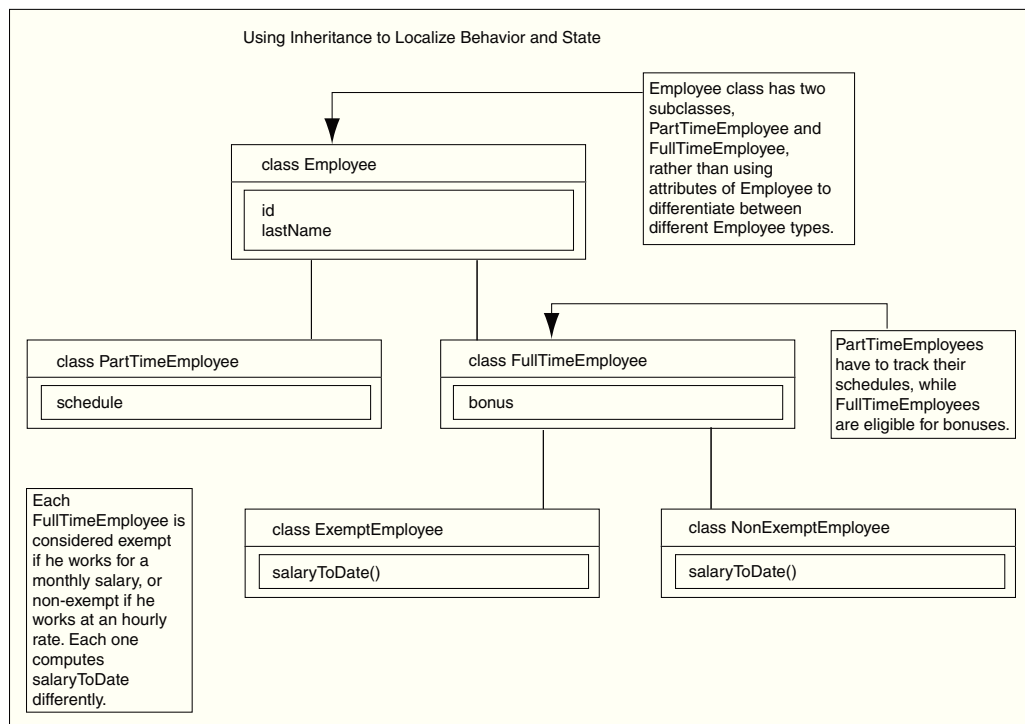 Using Inheritance to Localize Behavior and State
Employee class has two
subclasses,
PartTimeEmployee and
FullTimeEmployee,
rather than using
attributes of Employee to
differentiate between
different Employee types.
class Employee
id
lastName
class PartTimeEmployee
schedule
class FullTimeEmployee
bonus
PartTimeEmployees
have to track their
schedules, while
FullTimeEmployees
are eligible for bonuses.
Each
FullTimeEmployee is
considered exempt
if he works for a
monthly salary, or
non-exempt if he
works at an hourly
rate. Each one
computes
salaryToDate
differently.
class ExemptEmployee
salaryToDate()
class NonExemptEmployee
salaryToDate()